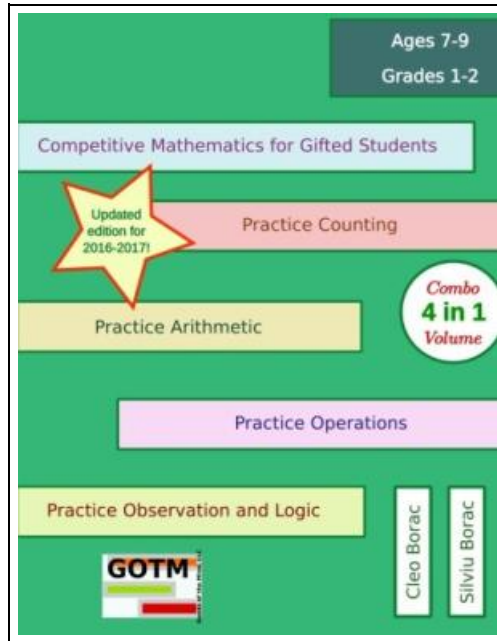 Ages 7-9
Grades 1-2
Competitive Mathematics for Gifted Students
Updated
edition for
2016-2017!
Practice Counting
Combo
4 in 1
Volume
Practice Arithmetic
Practice Operations
Practice Observation and Logic
Cleo Borac
Silviu Borac
GOTM